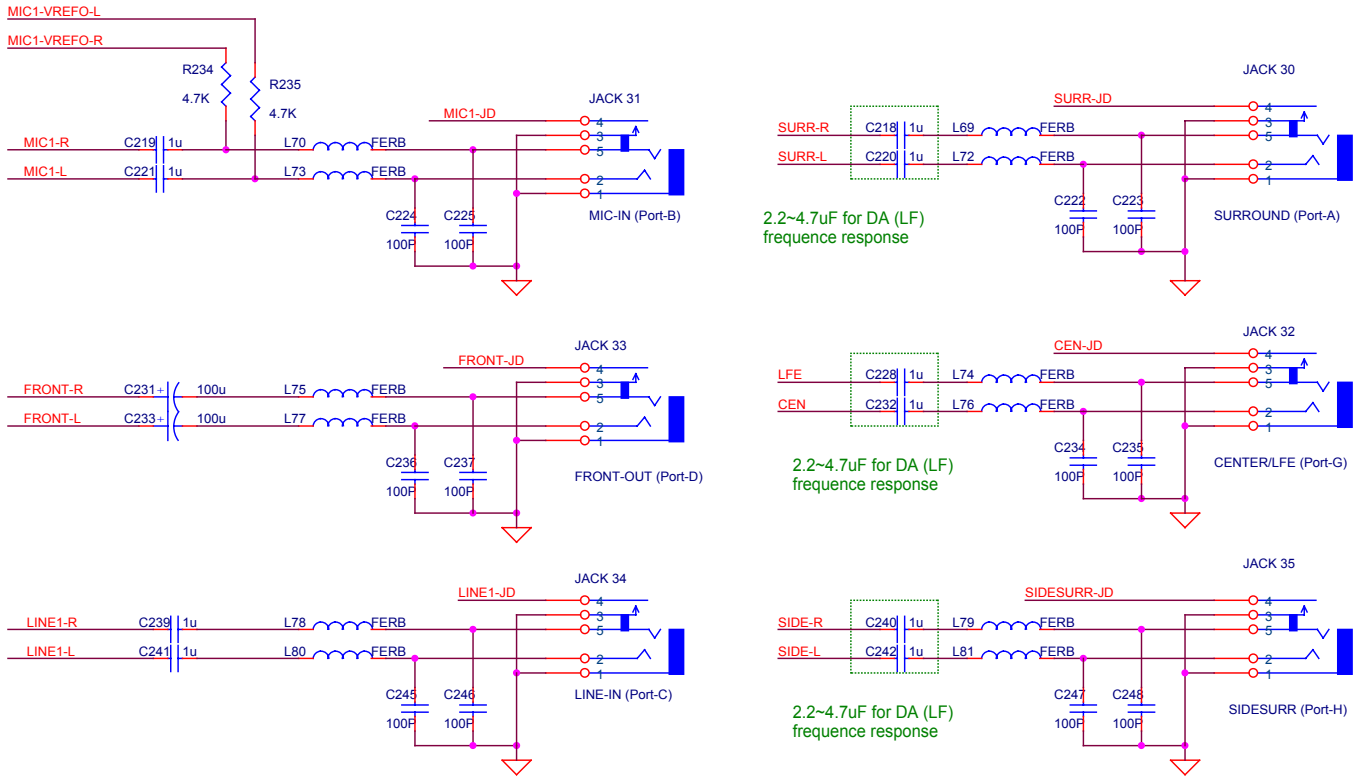 MIC1-VREFO-L
MIC1-VREFO-R
R234
4.7K
R235
4.7K
JACK 31
MIC1-JD
4
3
MIC1-R
C219
1u
L70
FERB
5
MIC1-L
C221
1u
L73
FERB
2
1
C224
100P
C225
100P
MIC-IN (Port-B)
JACK 30
SURR-JD
4
3
SURR-R
C218
1u
L69
FERB
5
SURR-L
C220
1u
L72
FERB
2
1
2.2~4.7uF for DA (LF)
frequence response
C222
100P
C223
100P
SURROUND (Port-A)
JACK 33
FRONT-JD
4
3
FRONT-R
C231
+
100u
L75
FERB
5
FRONT-L
C233
+
100u
L77
FERB
2
1
C236
100P
C237
100P
FRONT-OUT (Port-D)
JACK 32
CEN-JD
4
3
LFE
C228
1u
L74
FERB
5
CEN
C232
1u
L76
FERB
2
1
2.2~4.7uF for DA (LF)
frequence response
C234
100P
C235
100P
CENTER/LFE (Port-G)
JACK 34
LINE1-JD
4
3
LINE1-R
C239
1u
L78
FERB
5
LINE1-L
C241
1u
L80
FERB
2
1
C245
100P
C246
100P
LINE-IN (Port-C)
JACK 35
SIDESURR-JD
4
3
SIDE-R
C240
1u
L79
FERB
5
SIDE-L
C242
1u
L81
FERB
2
1
2.2~4.7uF for DA (LF)
frequence response
C247
100P
C248
100P
SIDESURR (Port-H)